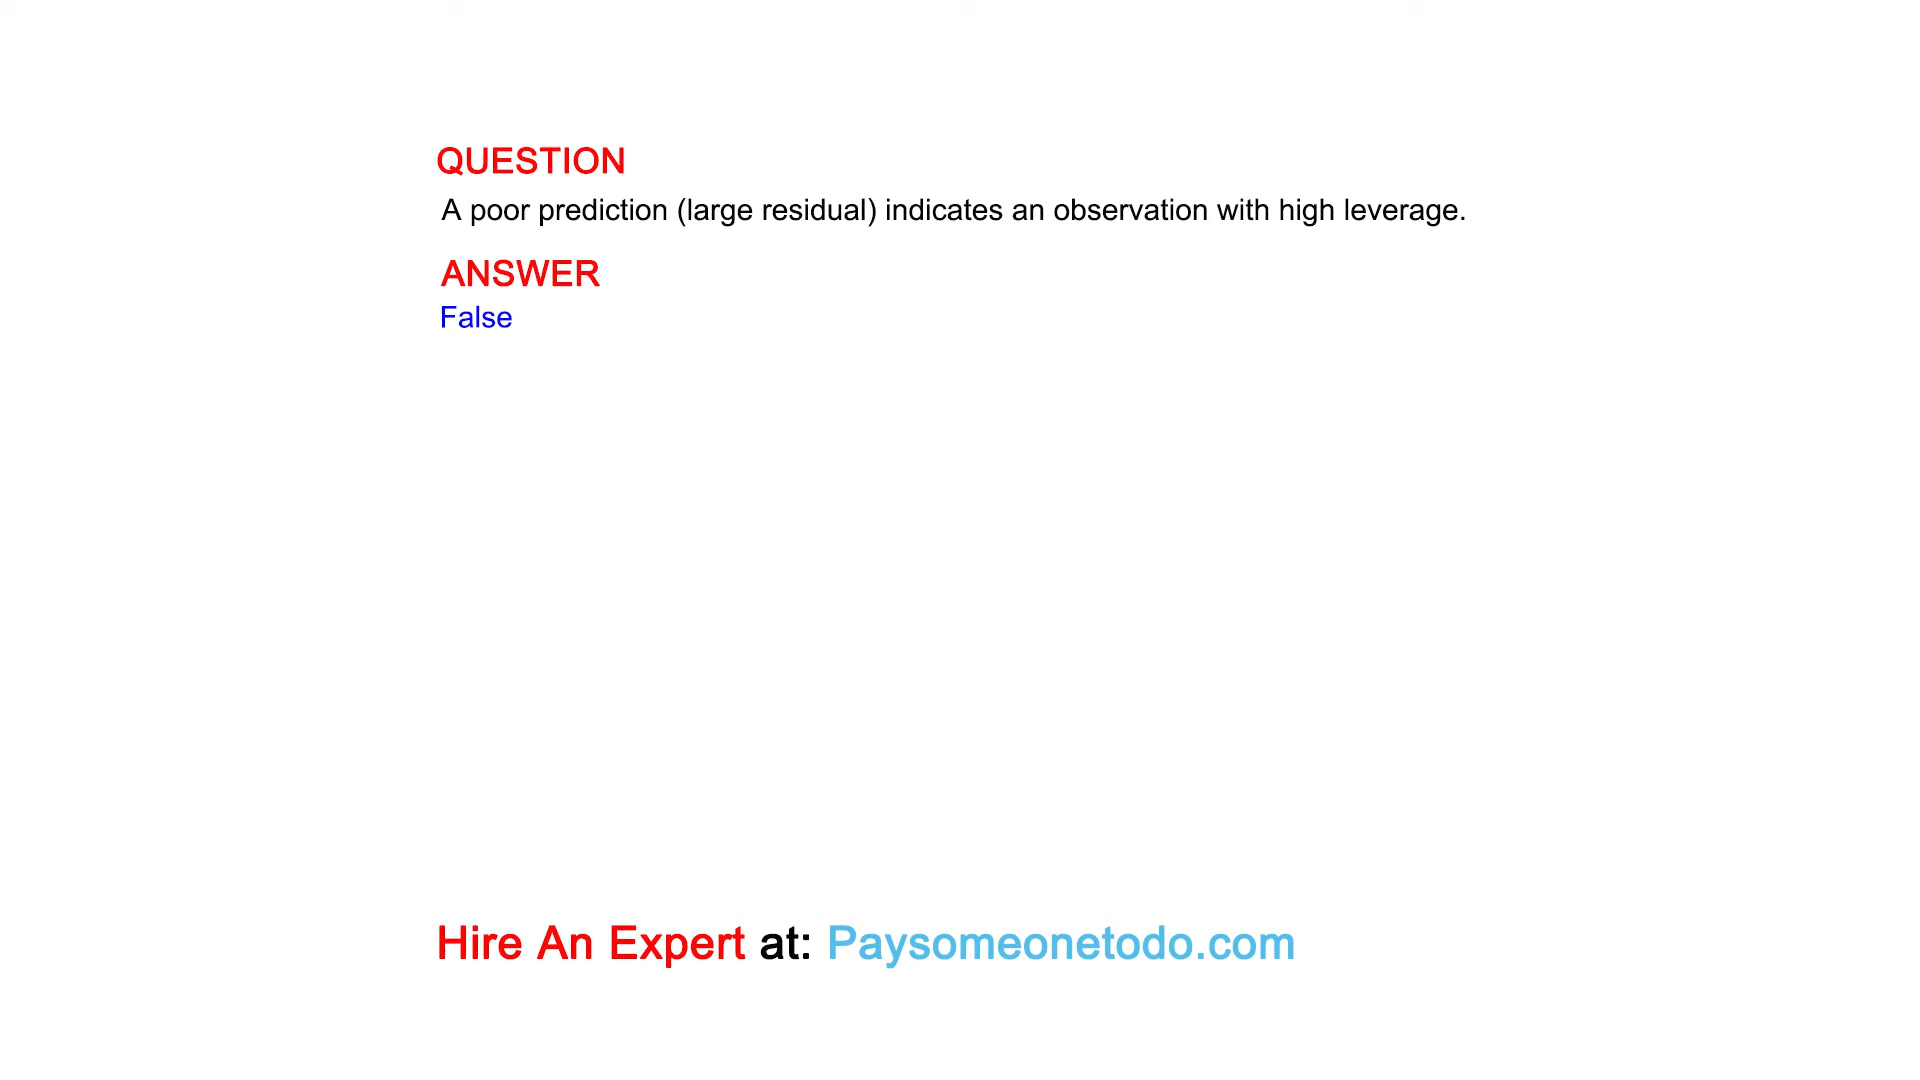 QUESTION
A poor prediction (large residual) indicates an observation with high leverage.
ANSWER
False
Hire An Expert at: Paysomeonetodo.com